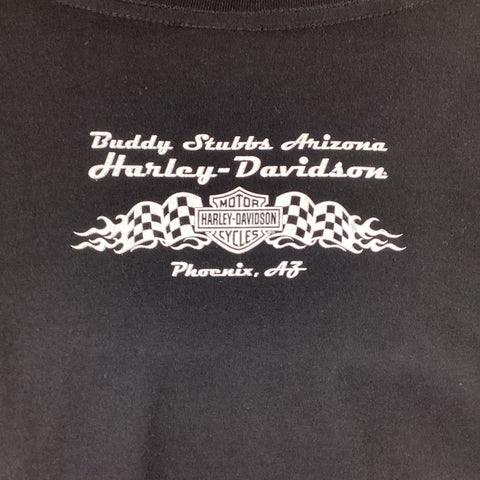 Buddy Stubbs Arizona
Harley-Davidson
MOTOR
HARLEY-DAVIDSON
CYCLES
Phoenix, AZ